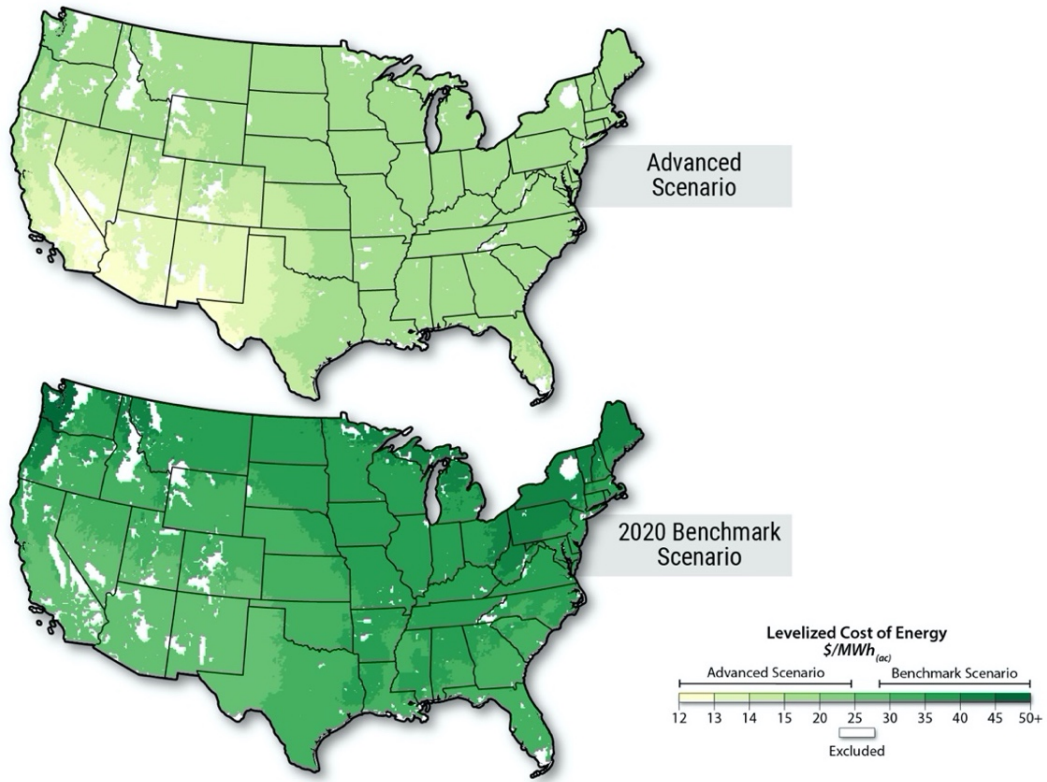 Advanced
Scenario
2020 Benchmark
Scenario
Levelized Cost of Energy
$/MWh(ac)
Advanced Scenario Benchmark Scenario
12 13 14 15 20 25 30 35 40 45 50+
Excluded